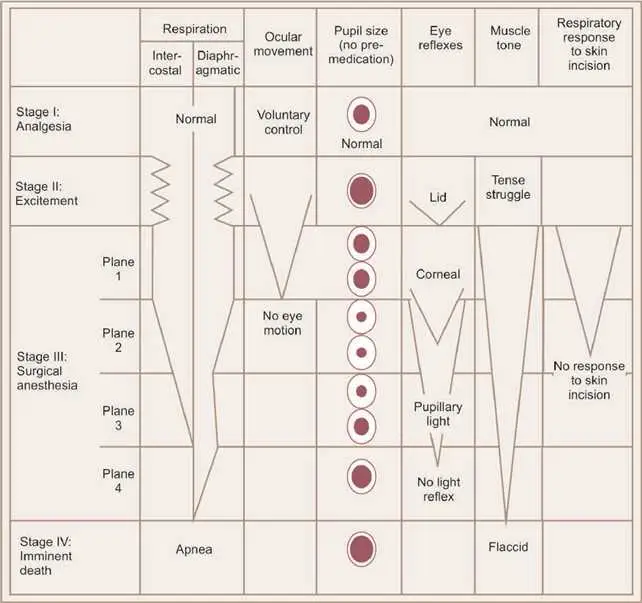 Respiration
Inter-
costal
Diaphr-
agmatic
Ocular
movement
Pupil size
(no pre-
medication)
Eye
reflexes
Muscle
tone
Respiratory
response
to skin
incision
Stage I:
Analgesia
Normal
Voluntary
control
Normal
Normal
Stage II:
Excitement
Lid
Tense
struggle
Stage III:
Surgical
anesthesia
Plane
1
Corneal
Plane
2
No eye
motion
No response
to skin
incision
Plane
3
Pupillary
light
Plane
4
No light
reflex
Stage IV:
Imminent
death
Apnea
Flaccid